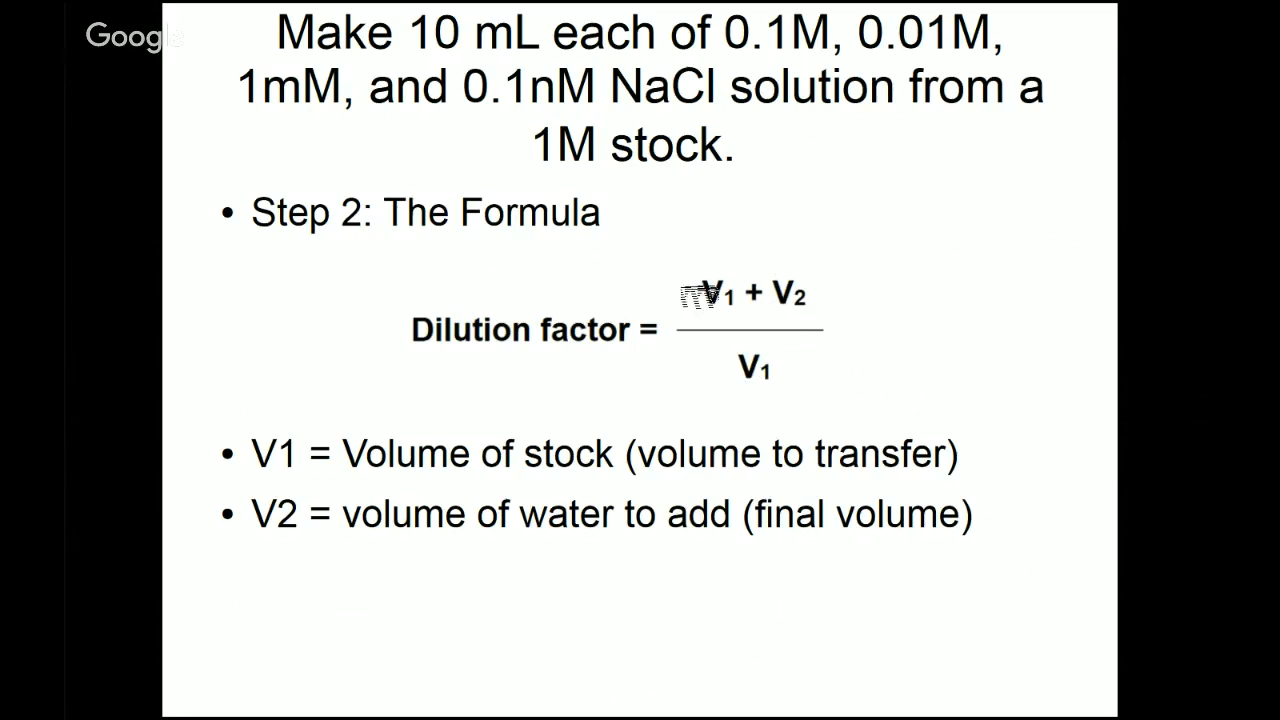 Google
Make 10 mL each of 0.1M, 0.01M,
1mM, and 0.1nM NaCl solution from a
1M stock.
• Step 2: The Formula
V₁ + V₂
Dilution factor =
V₁
• V1 = Volume of stock (volume to transfer)
• V2 = volume of water to add (final volume)